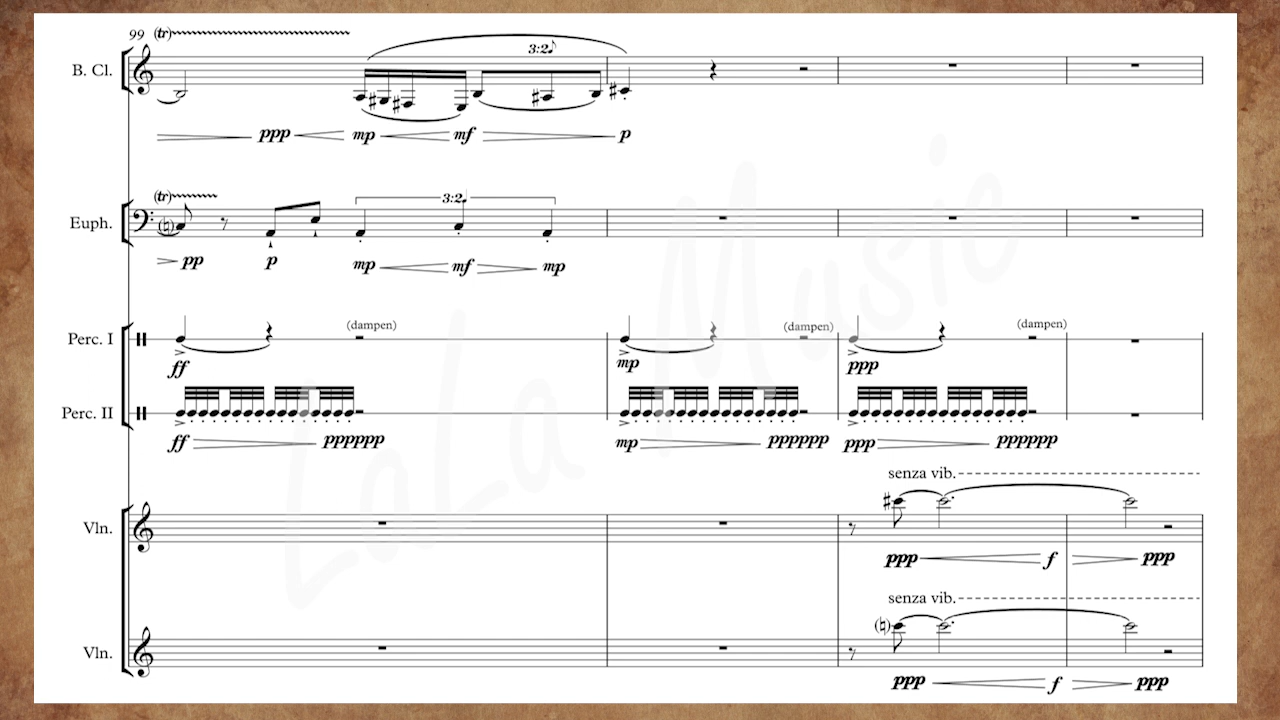 99 (tr)
3:2
B. Cl.
ppp mp mf p
(tr)
3:2
Euph.
pp p mp mf mp
(dampen) (dampen) (dampen)
Perc. I
ff mp ppp
Perc. II
ff pppppp mp pppppp ppp pppppp
senza vib.
Vln.
ppp f ppp
senza vib.
Vln.
ppp f ppp
LaLa Music